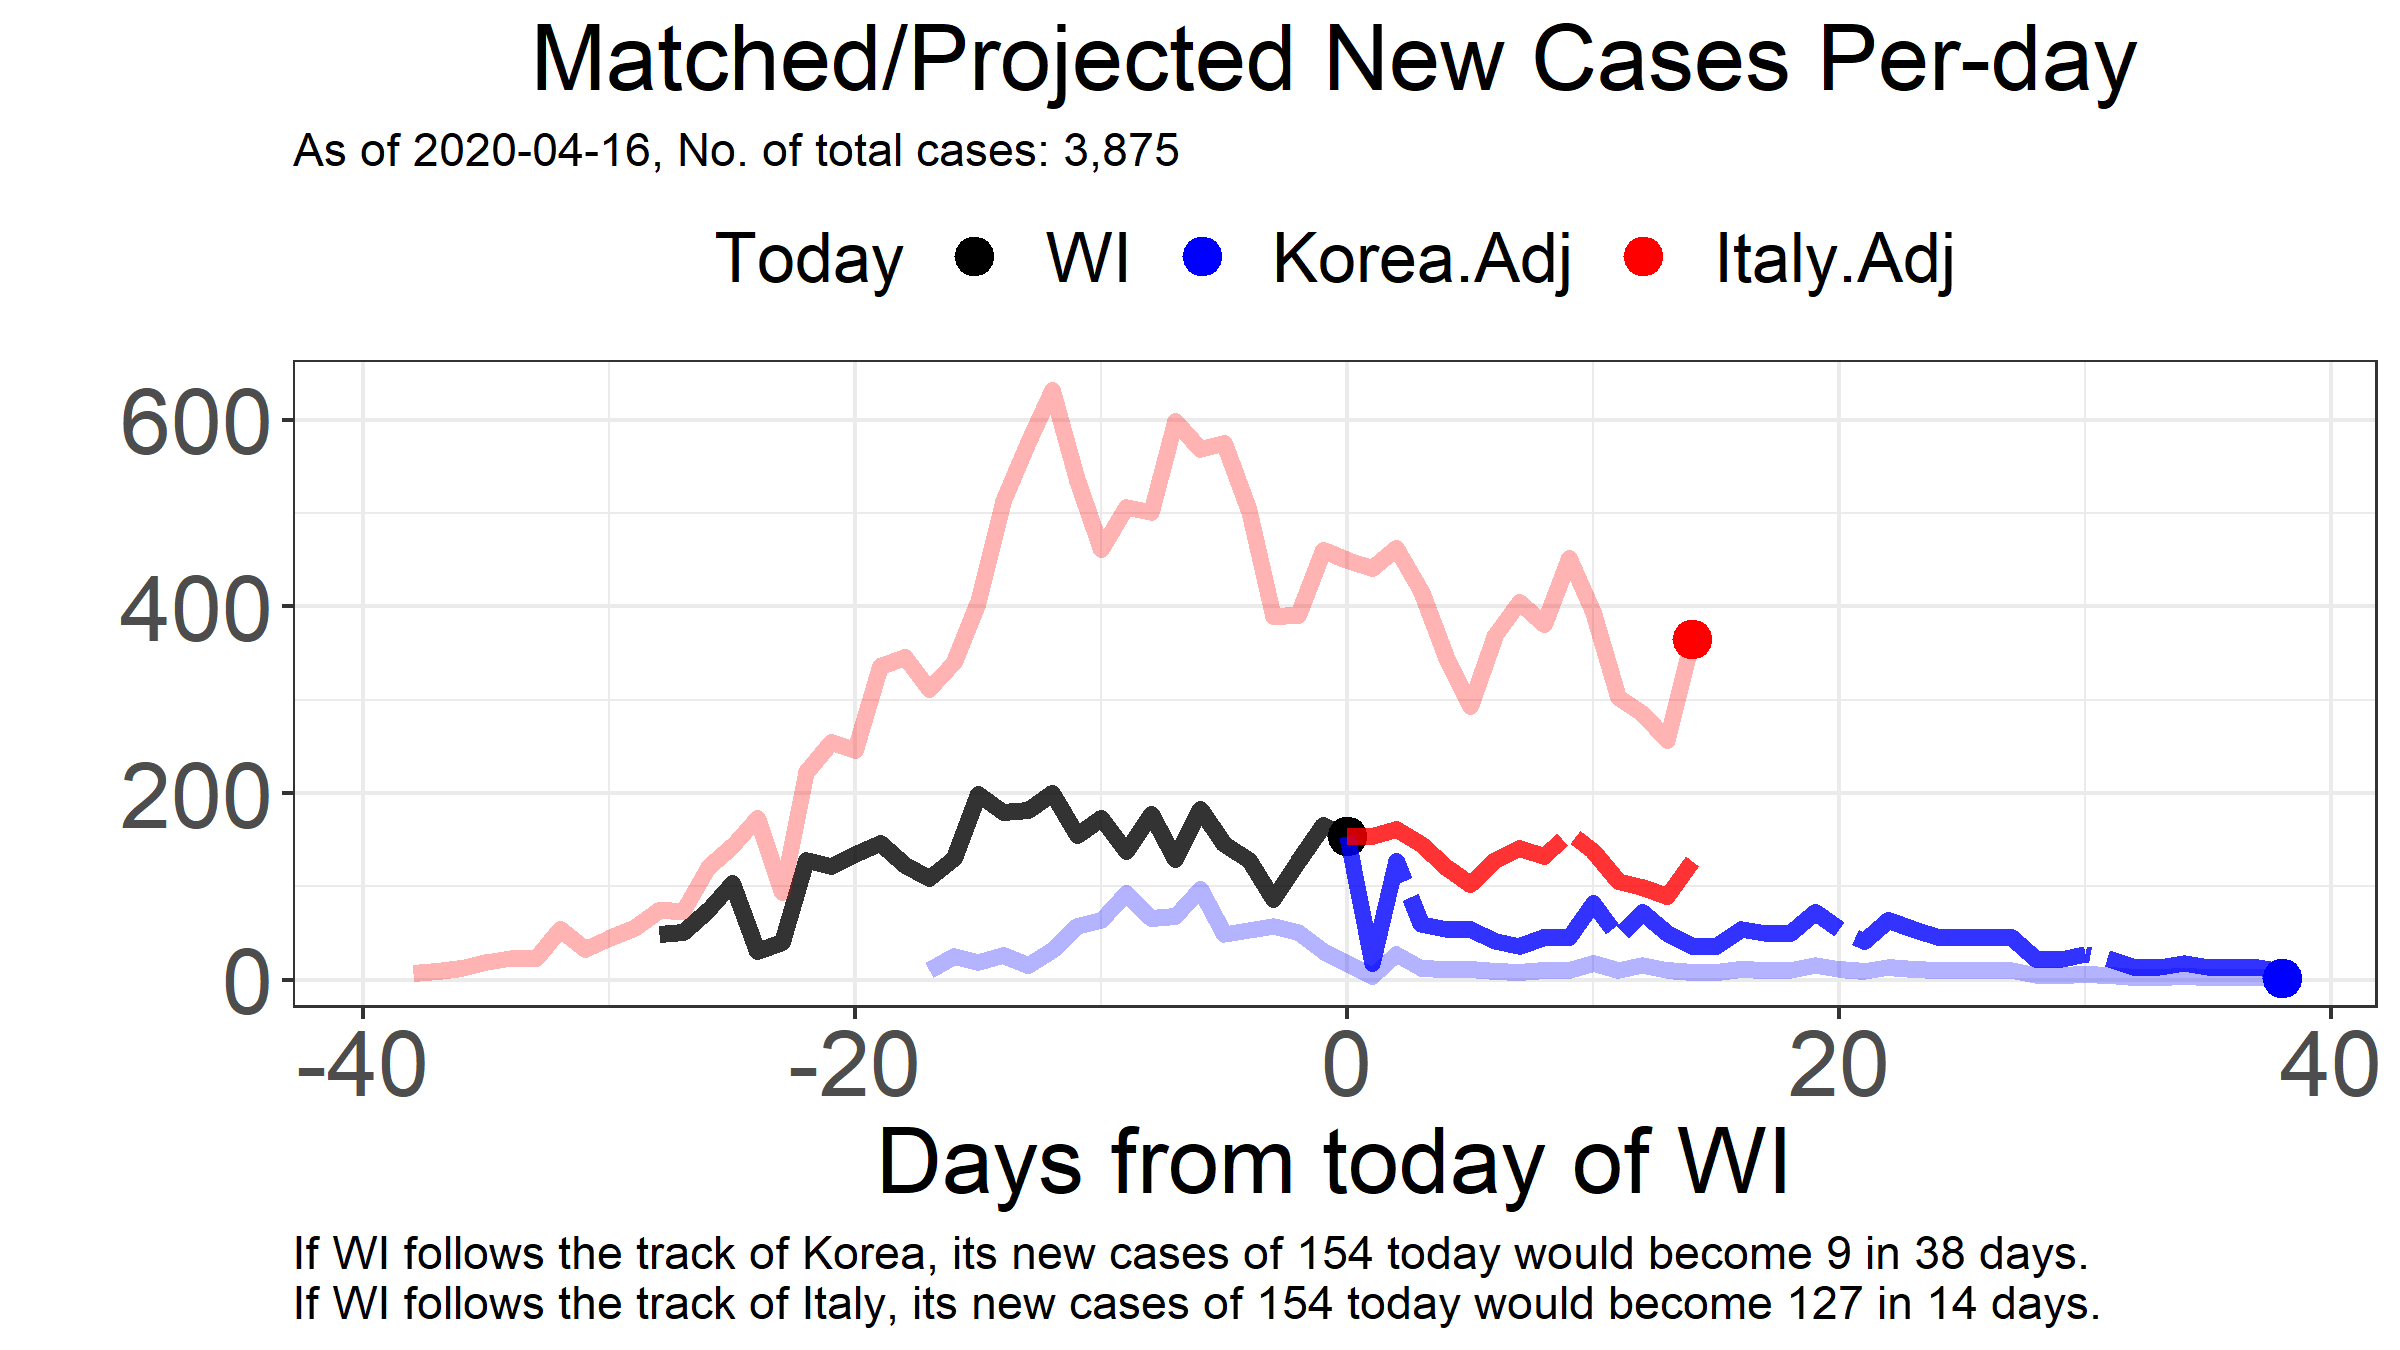 Matched/Projected New Cases Per-day
As of 2020-04-16, No. of total cases: 3,875
Today WI Korea.Adj Italy.Adj
600
400
200
0
-40 -20 0 20 40
Days from today of WI
If WI follows the track of Korea, its new cases of 154 today would become 9 in 38 days.
If WI follows the track of Italy, its new cases of 154 today would become 127 in 14 days.